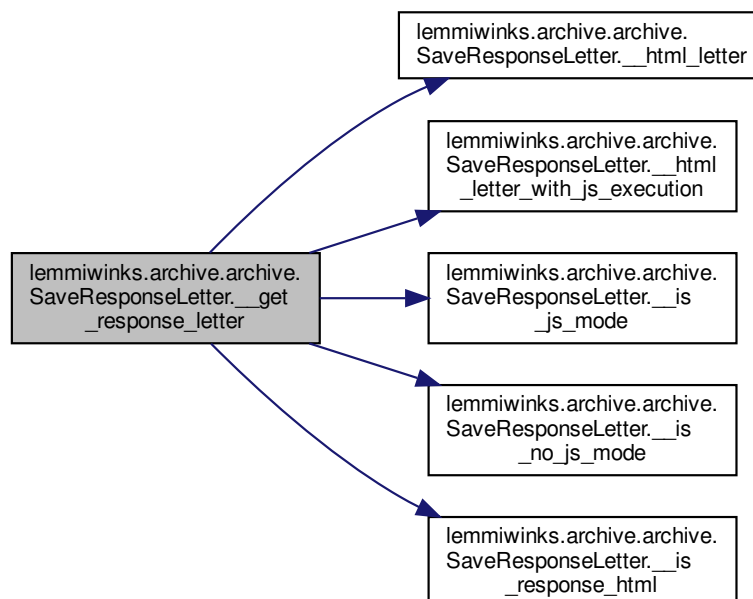 lemmiwinks.archive.archive.
SaveResponseLetter.__html_letter
lemmiwinks.archive.archive.
SaveResponseLetter.__html
_letter_with_js_execution
lemmiwinks.archive.archive.
SaveResponseLetter.__get
_response_letter
lemmiwinks.archive.archive.
SaveResponseLetter.__is
_js_mode
lemmiwinks.archive.archive.
SaveResponseLetter.__is
_no_js_mode
lemmiwinks.archive.archive.
SaveResponseLetter.__is
_response_html